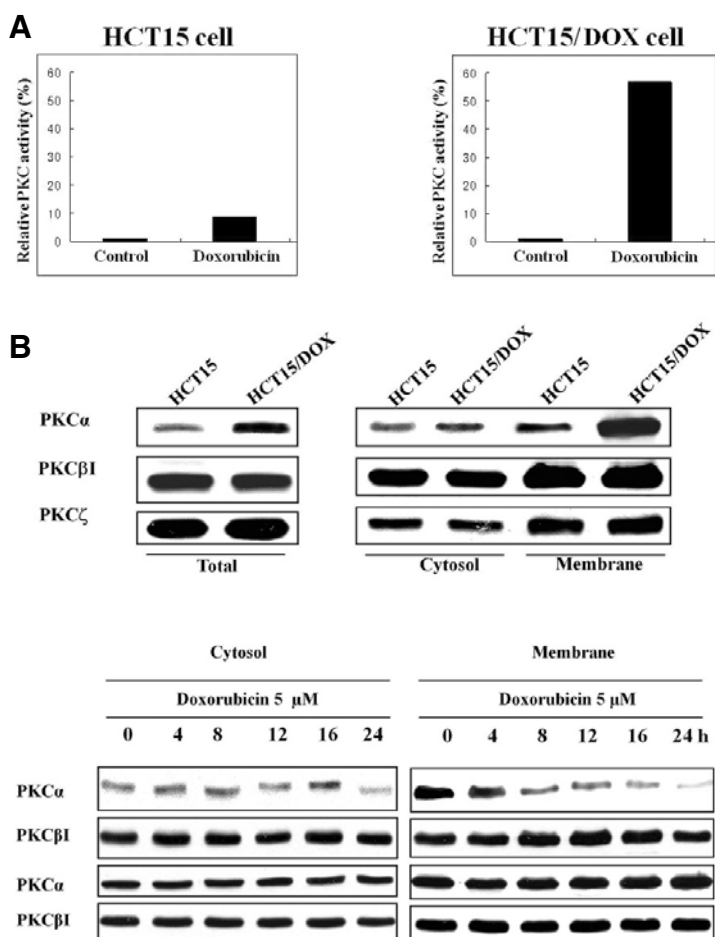 A
HCT15 cell
Relative PKC activity (%)
60
50
40
30
20
10
0
Control Doxorubicin
HCT15/DOX cell
Relative PKC activity (%)
60
50
40
30
20
10
0
Control Doxorubicin
B
HCT15 HCT15/DOX
HCT15 HCT15/DOX HCT15 HCT15/DOX
PKCα
PKCβI
PKCζ
Total
Cytosol Membrane
Cytosol Membrane
Doxorubicin 5 μM Doxorubicin 5 μM
0 4 8 12 16 24 0 4 8 12 16 24 h
PKCα
PKCβI
PKCα
PKCβI